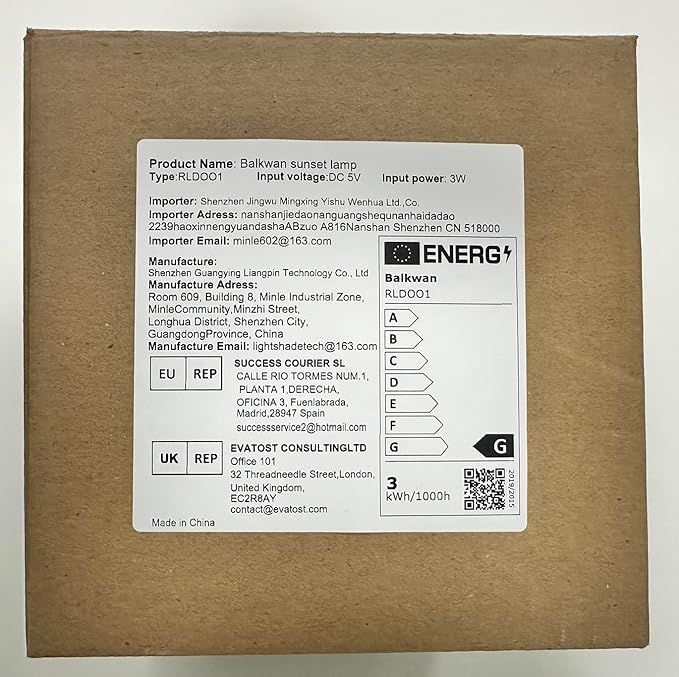 Product Name: Balkwan sunset lamp
Type:RLDOO1 Input voltage:DC 5V Input power: 3W
Importer: Shenzhen Jingwu Mingxing Yishu Wenhua Ltd.,Co.
Importer Adress: nanshanjiedaonanguangshequnanhaidadao
2239haoxinnengyuandashaABzuo A816Nanshan Shenzhen CN 518000
Importer Email: minle602@163.com
Manufacture:
Shenzhen Guangying Liangpin Technology Co., Ltd
Manufacture Adress:
Room 609, Building 8, Minle Industrial Zone,
MinleCommunity,Minzhi Street,
Longhua District, Shenzhen City,
GuangdongProvince, China
Manufacture Email: lightshadetech@163.com
EU REP
SUCCESS COURIER SL
CALLE RIO TORMES NUM.1,
PLANTA 1,DERECHA,
OFICINA 3, Fuenlabrada,
Madrid,28947 Spain
successservice2@hotmail.com
UK REP
EVATOST CONSULTINGLTD
Office 101
32 Threadneedle Street,London,
United Kingdom,
EC2R8AY
contact@evatost.com
Made in China
ENERG
Balkwan
RLDOO1
A
B
C
D
E
F
G
G
3
kWh/1000h
2019/2015